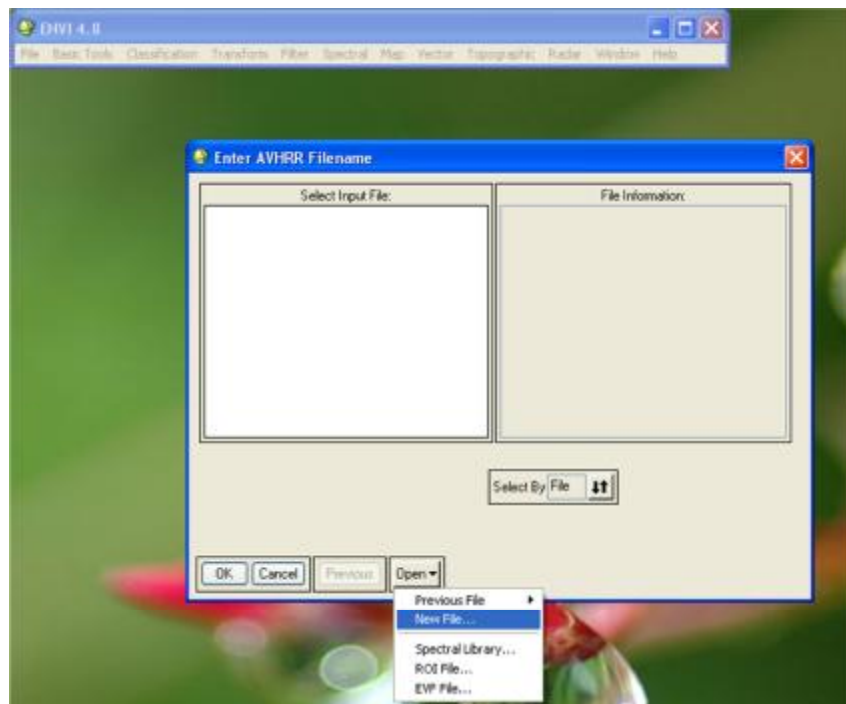 ENVI 4.8
File Basic Tools Classification Transform Filter Spectral Map Vector Topographic Radar Window Help
Enter AVHRR Filename
Select Input File:
File Information:
Select By File
OK Cancel Previous Open
Previous File
New File...
Spectral Library...
ROI File...
EVF File...